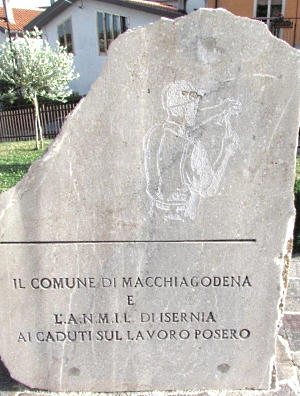 IL COMUNE DI MACCHIAGODENA
E
L'A.N.M.I.L. DI ISERNIA
AI CADUTI SUL LAVORO POSERO